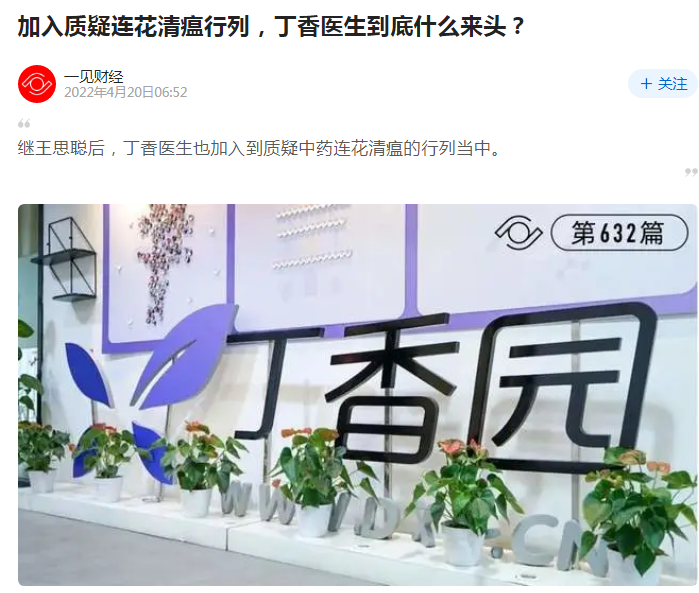 加入质疑连花清瘟行列，丁香医生到底什么来头？
一见财经
2022年4月20日06:52
＋ 关注
“
继王思聪后，丁香医生也加入到质疑中药连花清瘟的行列当中。
”
第632篇
丁香园
WWW.DXY.CN